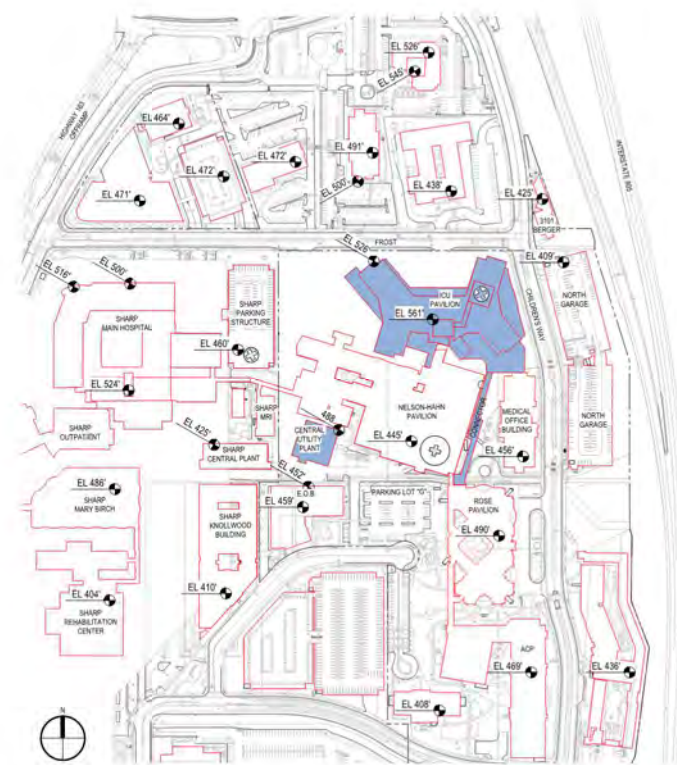 EL 526'
EL 545'
HIGHWAY 163
OFFRAMP
EL 464'
EL 472'
EL 472'
EL 491'
EL 500'
EL 438'
EL 471'
EL 425'
INTERSTATE 805
3101
BERGER
FROST
EL 526'
EL 409'
EL 516'
EL 500'
SHARP
MAIN HOSPITAL
SHARP
PARKING
STRUCTURE
EL 460'
ICU
PAVILION
EL 561'
CHILDREN'S WAY
NORTH
GARAGE
EL 524'
SHARP
OUTPATIENT
EL 425'
SHARP
MRI
SHARP
CENTRAL PLANT
488
CENTRAL
UTILITY
PLANT
NELSON-HAHN
PAVILION
EL 445'
CONNECTOR
MEDICAL
OFFICE
BUILDING
EL 456'
NORTH
GARAGE
EL 486'
SHARP
MARY BIRCH
EL 452'
E.O.B.
EL 459'
PARKING LOT "G"
ROSE
PAVILION
EL 490'
SHARP
KNOLLWOOD
BUILDING
EL 410'
EL 404'
SHARP
REHABILITATION
CENTER
ACP
EL 469'
EL 436'
EL 408'
N